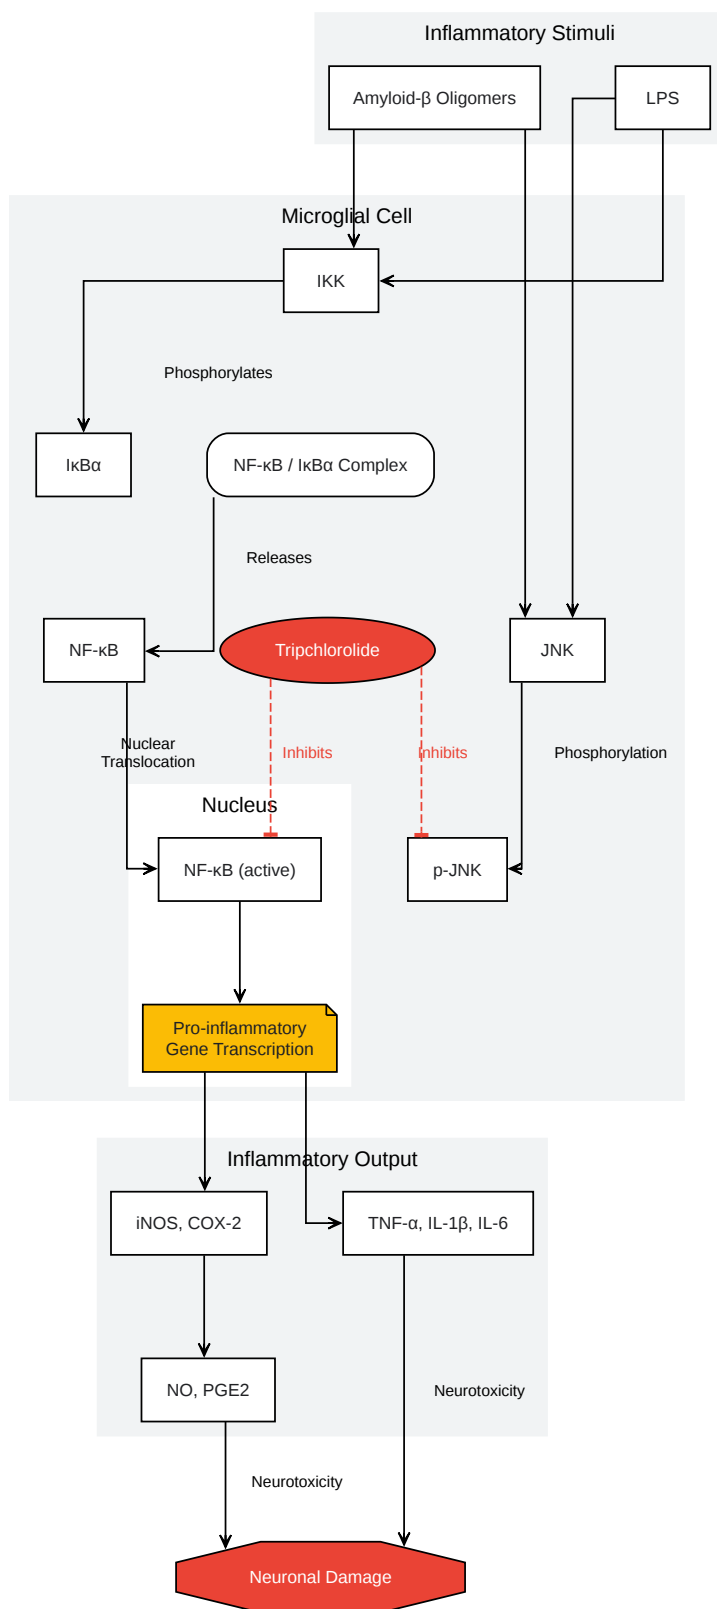 Inflammatory Stimuli
Amyloid-β Oligomers
LPS
Microglial Cell
IKK
Phosphorylates
IκBα
NF-κB / IκBα Complex
Releases
NF-κB
Tripchlorolide
JNK
Nuclear
Translocation
Inhibits
Inhibits
Phosphorylation
Nucleus
NF-κB (active)
p-JNK
Pro-inflammatory
Gene Transcription
Inflammatory Output
iNOS, COX-2
TNF-α, IL-1β, IL-6
NO, PGE2
Neurotoxicity
Neurotoxicity
Neuronal Damage